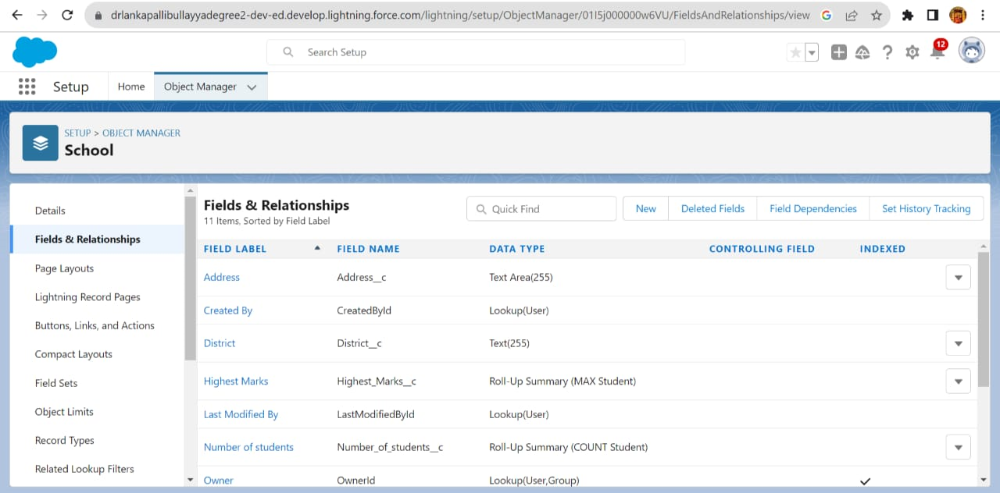 drlankapallibullayyadegree2-dev-ed.develop.lightning.force.com/lightning/setup/ObjectManager/01I5j000000w6VU/FieldsAndRelationships/view
Search Setup
12
Setup
Home
Object Manager
SETUP > OBJECT MANAGER
School
Details
Fields & Relationships
Page Layouts
Lightning Record Pages
Buttons, Links, and Actions
Compact Layouts
Field Sets
Object Limits
Record Types
Related Lookup Filters
Fields & Relationships
11 Items, Sorted by Field Label
Quick Find
New
Deleted Fields
Field Dependencies
Set History Tracking
FIELD LABEL FIELD NAME DATA TYPE CONTROLLING FIELD INDEXED
Address Address__c Text Area(255)
Created By CreatedById Lookup(User)
District District__c Text(255)
Highest Marks Highest_Marks__c Roll-Up Summary (MAX Student)
Last Modified By LastModifiedById Lookup(User)
Number of students Number_of_students__c Roll-Up Summary (COUNT Student)
Owner OwnerId Lookup(User,Group)